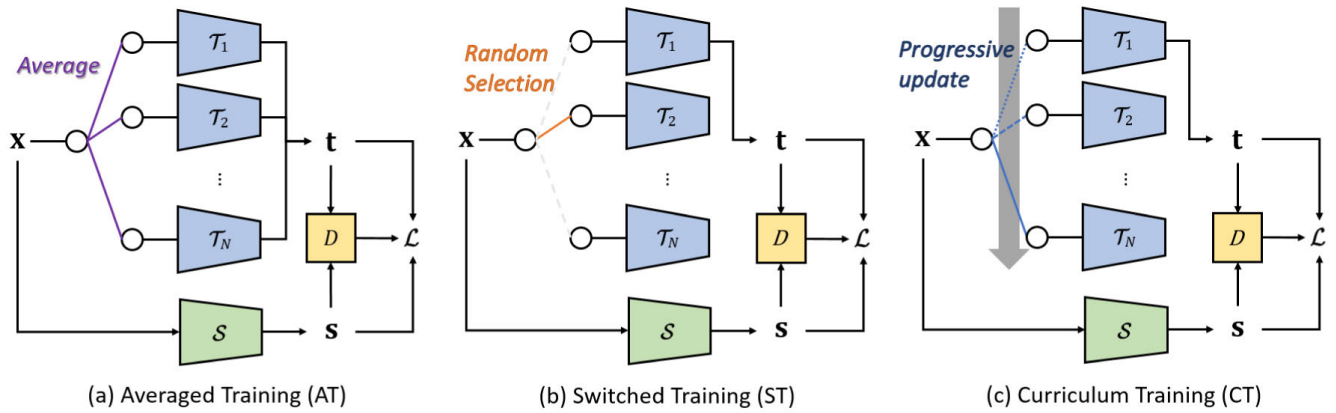 Average
x
𝒯1
𝒯2
⋮
𝒯N
t
D
ℒ
𝒮
s
(a) Averaged Training (AT)
Random
Selection
x
𝒯1
𝒯2
⋮
𝒯N
t
D
ℒ
𝒮
s
(b) Switched Training (ST)
Progressive
update
x
𝒯1
𝒯2
⋮
𝒯N
t
D
ℒ
𝒮
s
(c) Curriculum Training (CT)